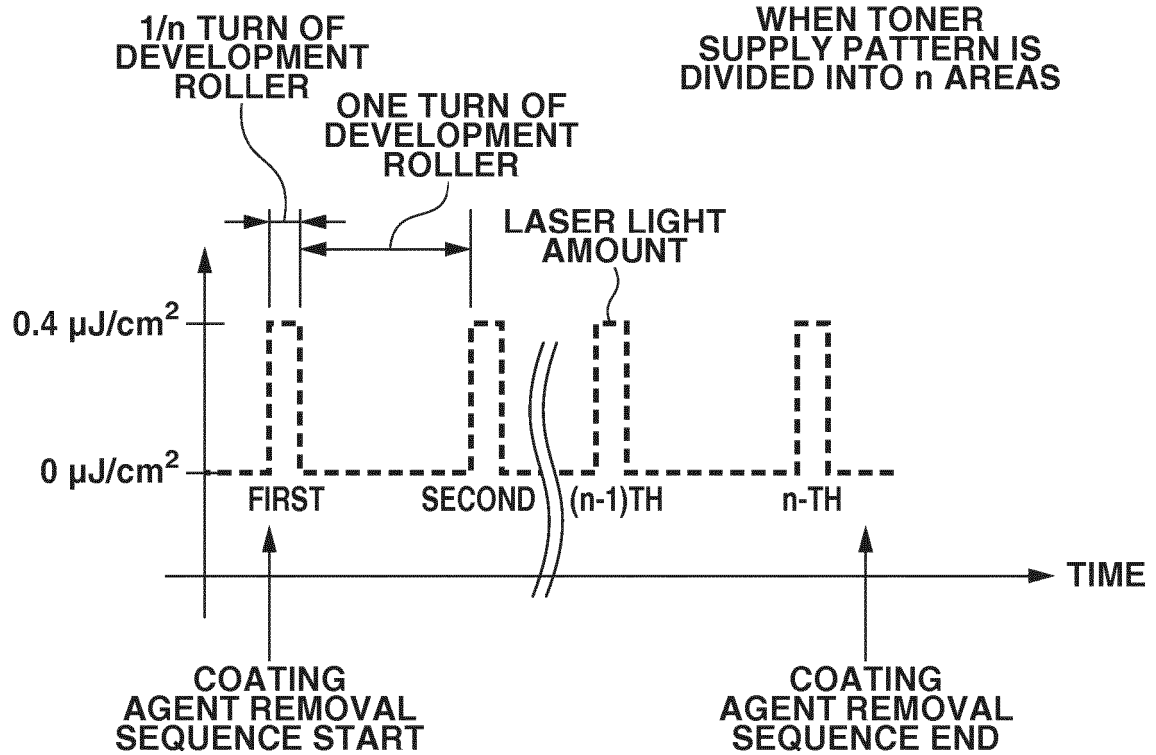 1/n TURN OF
DEVELOPMENT
ROLLER
WHEN TONER
SUPPLY PATTERN IS
DIVIDED INTO n AREAS
ONE TURN OF
DEVELOPMENT
ROLLER
LASER LIGHT
AMOUNT
0.4 µJ/cm²
0 µJ/cm²
FIRST
SECOND
(n-1)TH
n-TH
TIME
COATING
AGENT REMOVAL
SEQUENCE START
COATING
AGENT REMOVAL
SEQUENCE END